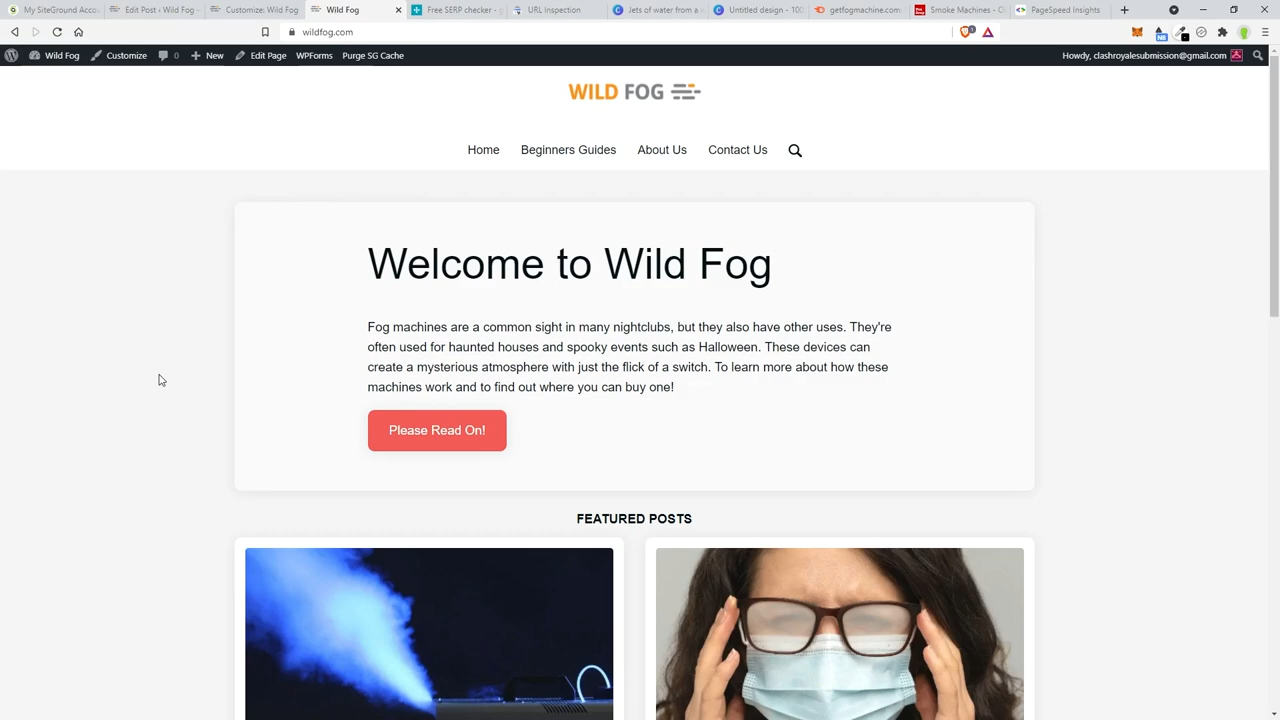 My SiteGround Accou
Edit Post ‹ Wild Fog —
Customize: Wild Fog
Wild Fog
Free SERP checker - g
URL Inspection
Jets of water from a w
Untitled design - 100
getfogmachine.com
Smoke Machines - C
PageSpeed Insights
wildfog.com
Wild Fog
Customize
0
New
Edit Page
WPForms
Purge SG Cache
Howdy, clashroyalesubmission@gmail.com
WILD FOG
Home
Beginners Guides
About Us
Contact Us
Welcome to Wild Fog
Fog machines are a common sight in many nightclubs, but they also have other uses. They're
often used for haunted houses and spooky events such as Halloween. These devices can
create a mysterious atmosphere with just the flick of a switch. To learn more about how these
machines work and to find out where you can buy one!
Please Read On!
FEATURED POSTS